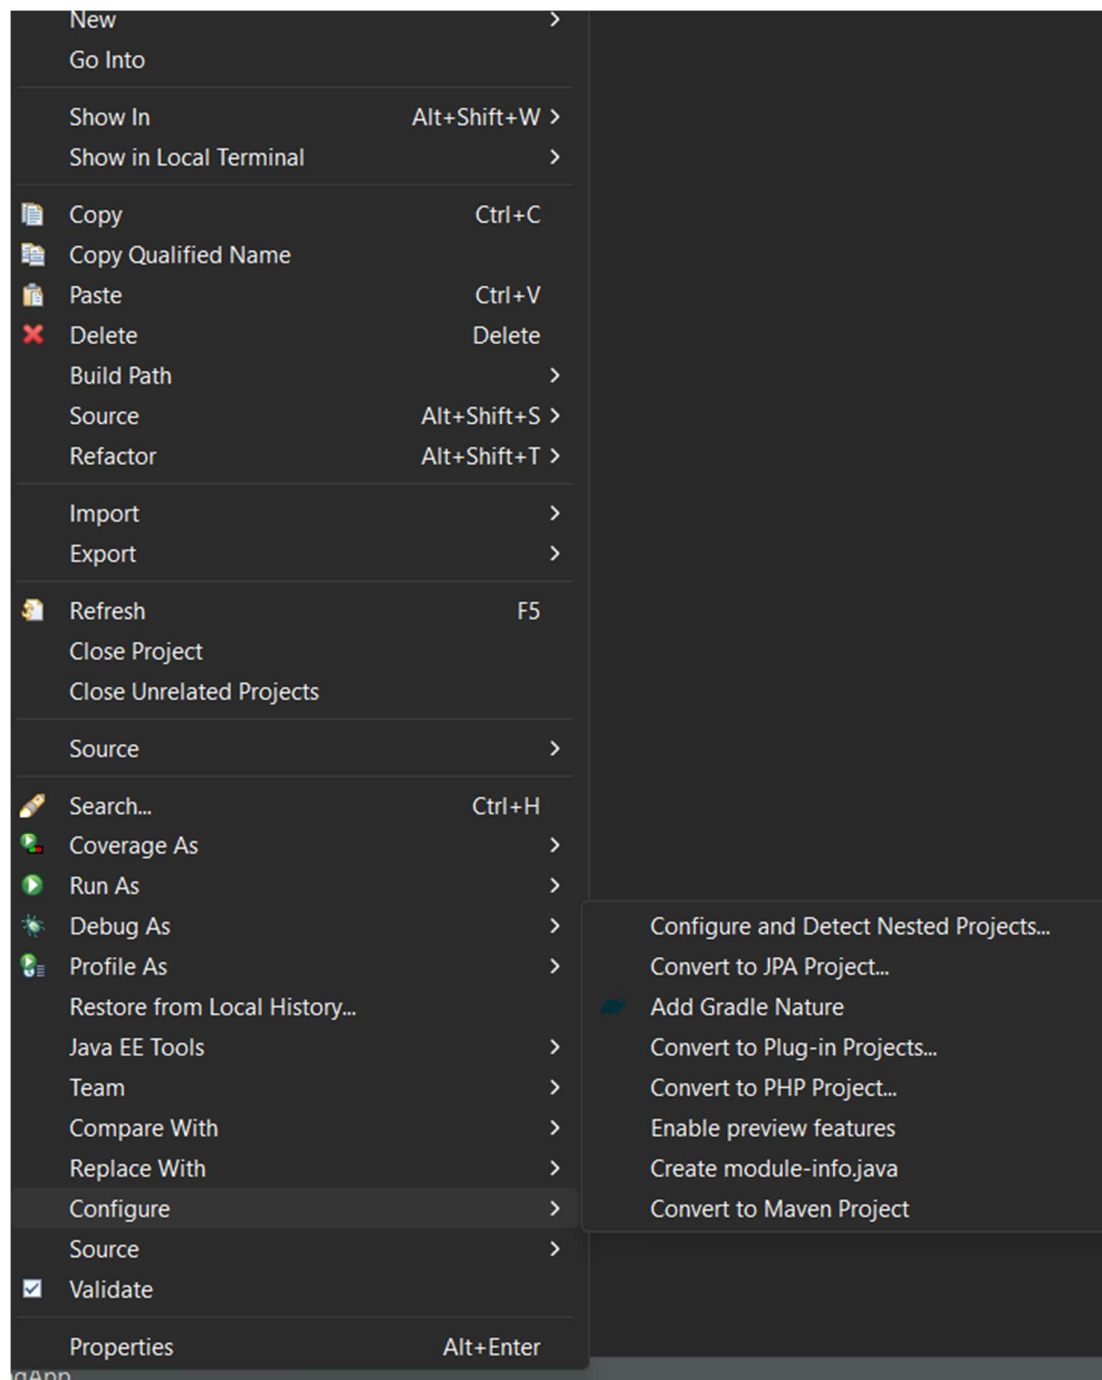 New
Go Into
Show In Alt+Shift+W
Show in Local Terminal
Copy Ctrl+C
Copy Qualified Name
Paste Ctrl+V
Delete Delete
Build Path
Source Alt+Shift+S
Refactor Alt+Shift+T
Import
Export
Refresh F5
Close Project
Close Unrelated Projects
Source
Search... Ctrl+H
Coverage As
Run As
Debug As
Profile As
Restore from Local History...
Java EE Tools
Team
Compare With
Replace With
Configure
Source
Validate
Properties Alt+Enter
Configure and Detect Nested Projects...
Convert to JPA Project...
Add Gradle Nature
Convert to Plug-in Projects...
Convert to PHP Project...
Enable preview features
Create module-info.java
Convert to Maven Project